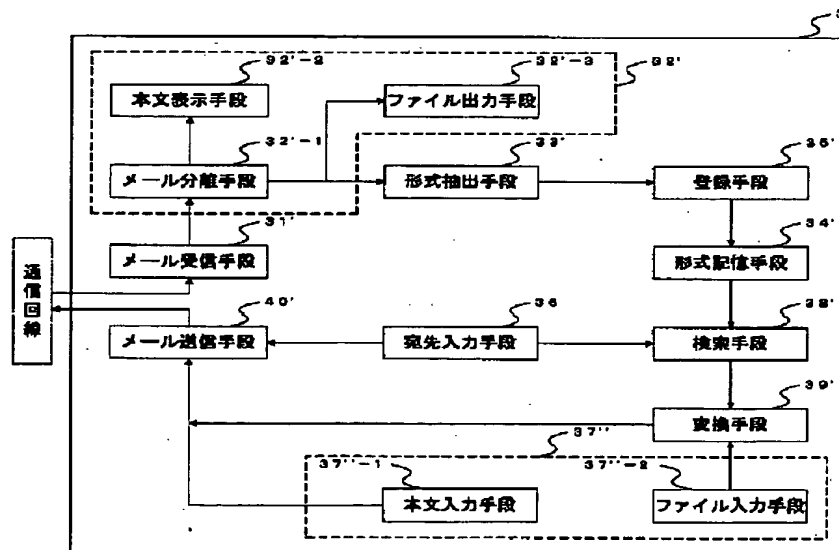 3
32'-2
32'-3
32'
本文表示手段
ファイル出力手段
32'-1
33'
35'
メール分離手段
形式抽出手段
登録手段
31'
34'
メール受信手段
形式記憶手段
通信回線
40'
36
38'
メール送信手段
宛先入力手段
検索手段
39'
変換手段
37''
37''-1
37''-2
本文入力手段
ファイル入力手段